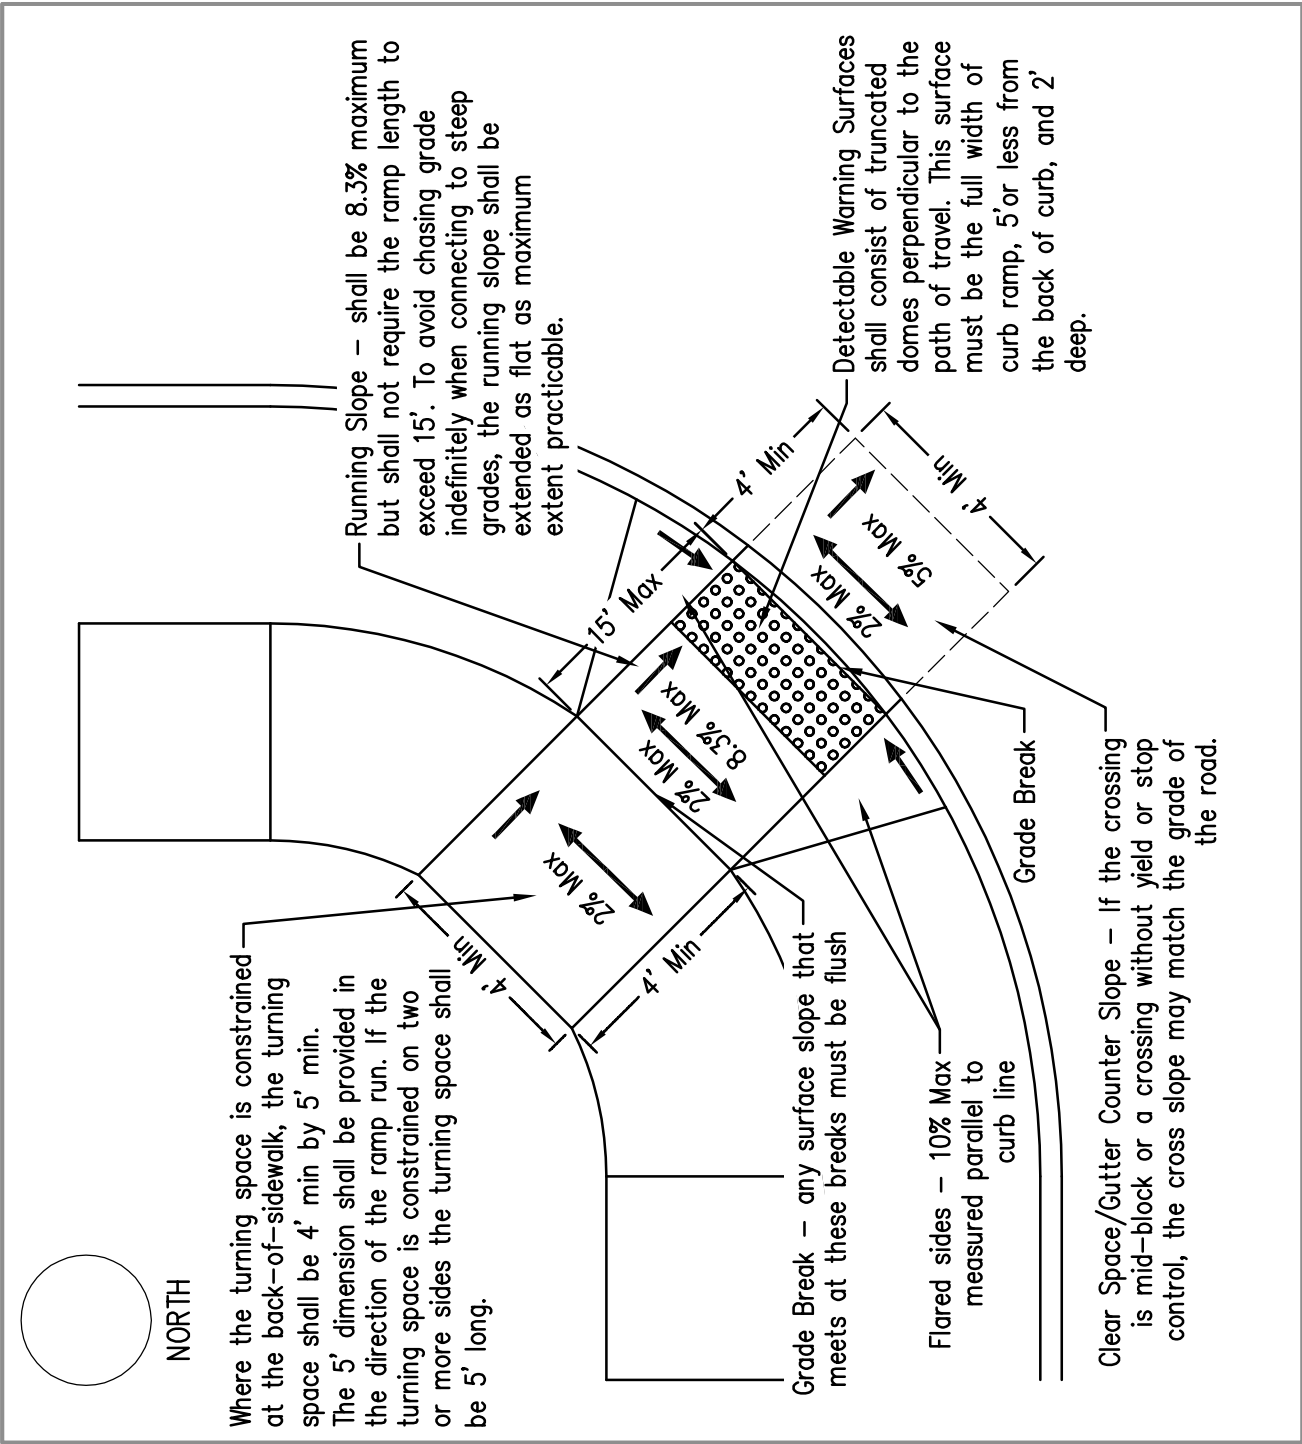 NORTH
Where the turning space is constrained
at the back-of-sidewalk, the turning
space shall be 4' min by 5' min.
The 5' dimension shall be provided in
the direction of the ramp run. If the
turning space is constrained on two
or more sides the turning space shall
be 5' long.
Running Slope - shall be 8.3% maximum
but shall not require the ramp length to
exceed 15'. To avoid chasing grade
indefinitely when connecting to steep
grades, the running slope shall be
extended as flat as maximum
extent practicable.
4' Min
4' Min
2% Max
2% Max
8.3% Max
15' Max
4' Min
2% Max
5% Max
4' Min
Detectable Warning Surfaces
shall consist of truncated
domes perpendicular to the
path of travel. This surface
must be the full width of
curb ramp, 5'or less from
the back of curb, and 2'
deep.
Grade Break - any surface slope that
meets at these breaks must be flush
Flared sides - 10% Max
measured parallel to
curb line
Grade Break
Clear Space/Gutter Counter Slope - If the crossing
is mid-block or a crossing without yield or stop
control, the cross slope may match the grade of
the road.